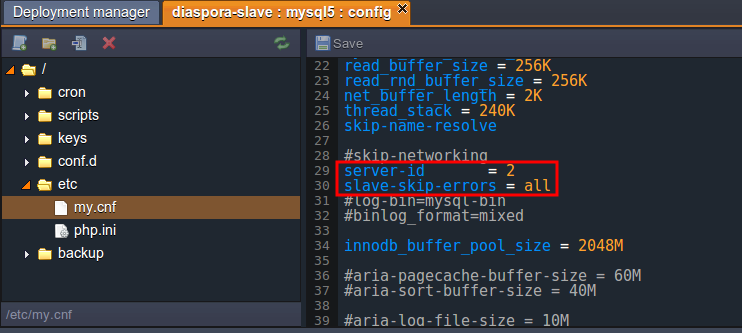 Deployment manager
diaspora-slave : mysql5 : config
Save
/
cron
scripts
keys
conf.d
etc
my.cnf
php.ini
backup
/etc/my.cnf
22 read_buffer_size = 256K
23 read_rnd_buffer_size = 256K
24 net_buffer_length = 2K
25 thread_stack = 240K
26 skip-name-resolve
27
28 #skip-networking
29 server-id = 2
30 slave-skip-errors = all
31 #log-bin=mysql-bin
32 #binlog_format=mixed
33
34 innodb_buffer_pool_size = 2048M
35
36 #aria-pagecache-buffer-size = 60M
37 #aria-sort-buffer-size = 40M
38
39 #aria-log-file-size = 10M